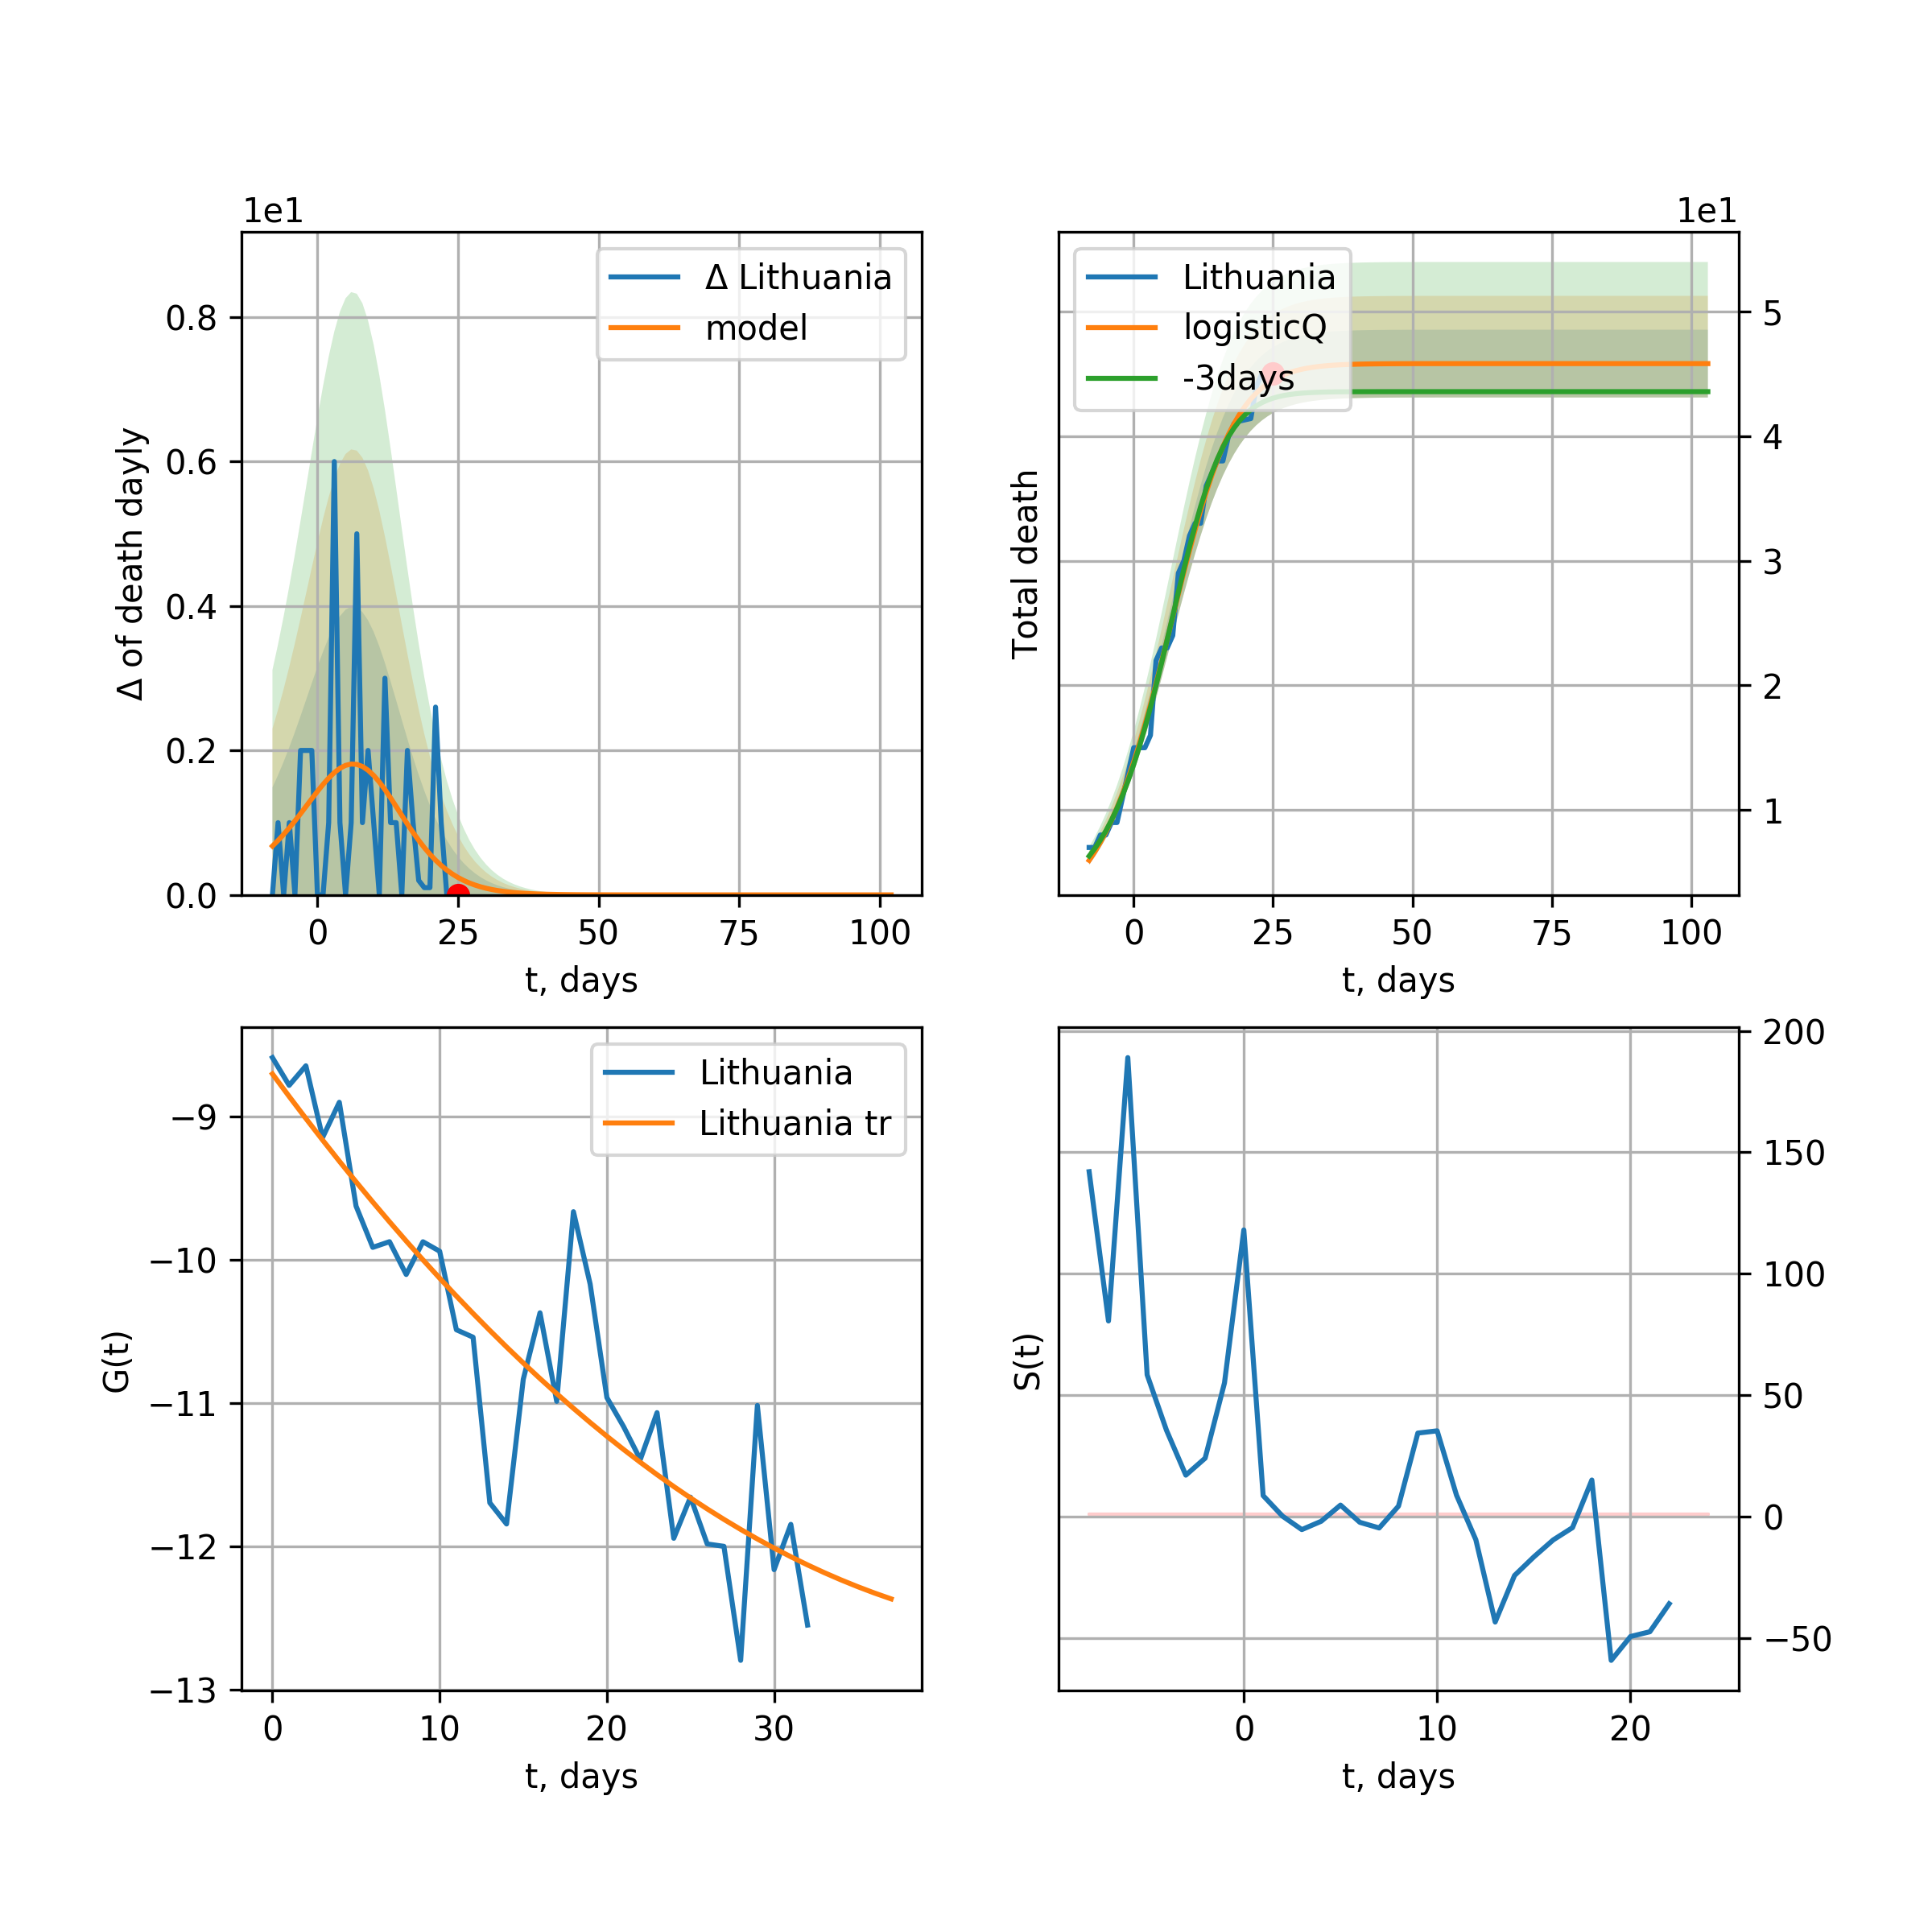 1e1
Δ Lithuania
model
0.8
0.6
0.4
0.2
0.0
Δ of death dayly
0 25 50 75 100
t, days
1e1
Lithuania
logisticQ
-3days
5
4
3
2
1
Total death
0 25 50 75 100
t, days
Lithuania
Lithuania tr
−9
−10
−11
−12
−13
G(t)
0 10 20 30
t, days
200
150
100
50
0
−50
S(t)
0 10 20
t, days